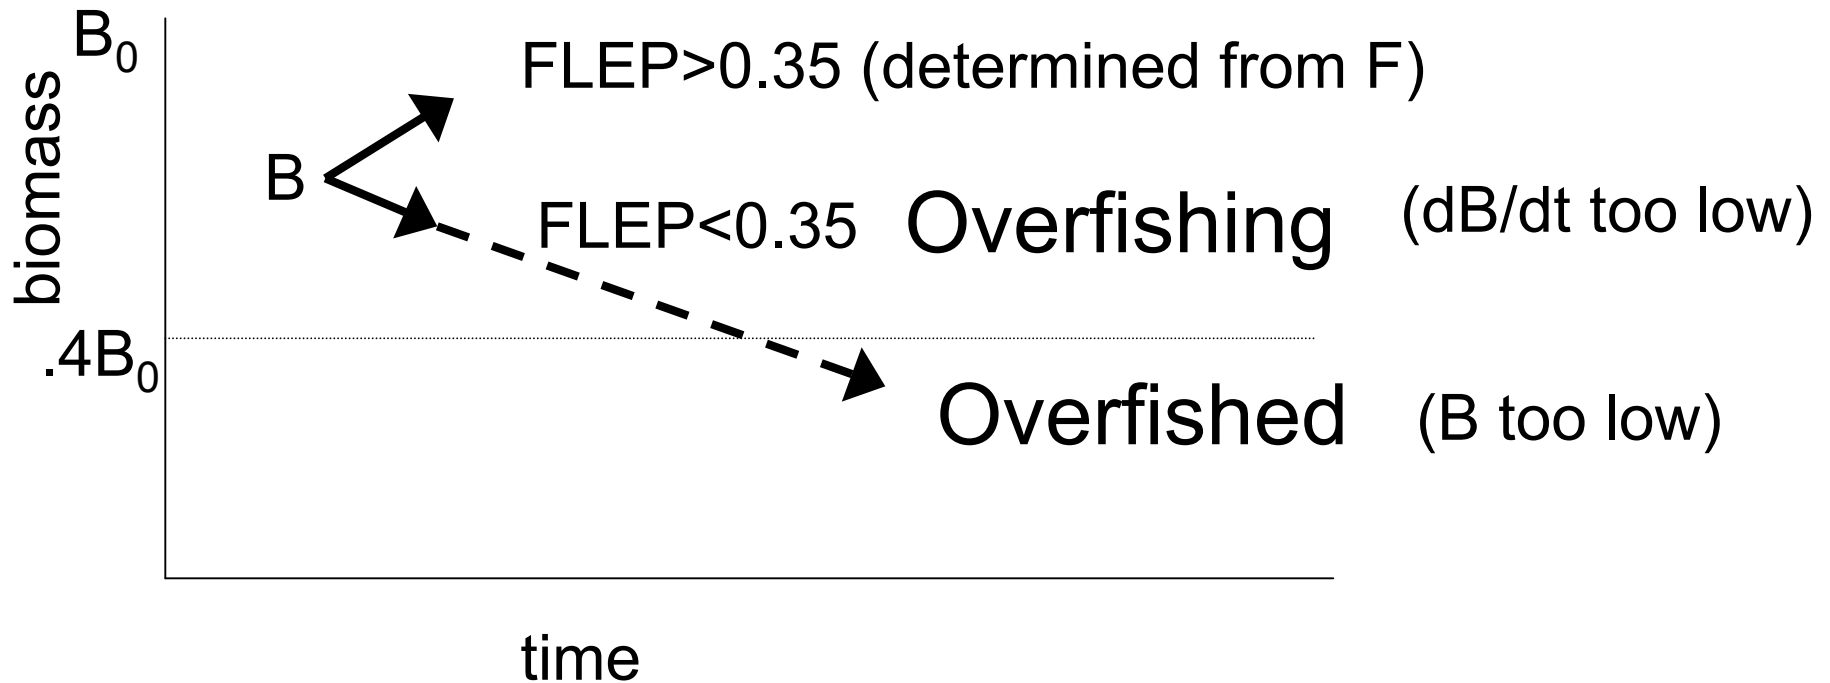 B₀
FLEP>0.35 (determined from F)
biomass
B
FLEP<0.35 Overfishing (dB/dt too low)
.4B₀
Overfished (B too low)
time